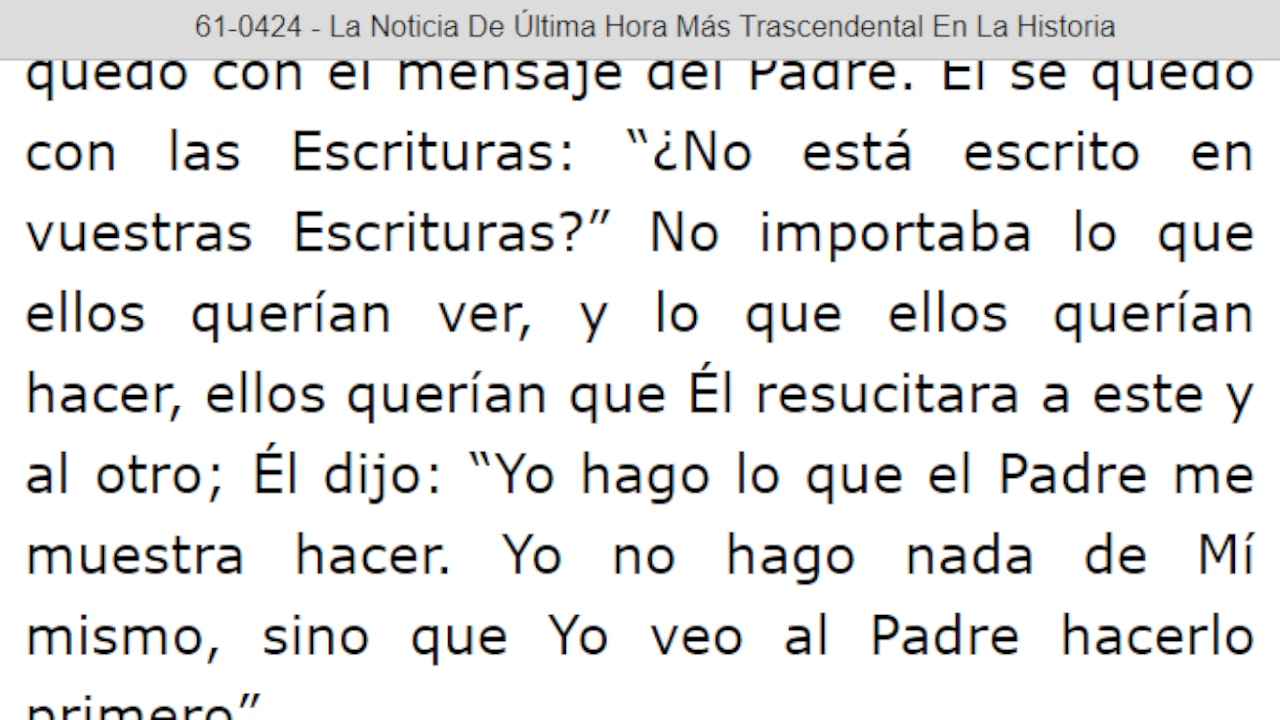 61-0424 - La Noticia De Última Hora Más Trascendental En La Historia
quedó con el mensaje del Padre. Él se quedó
con las Escrituras: “¿No está escrito en
vuestras Escrituras?” No importaba lo que
ellos querían ver, y lo que ellos querían
hacer, ellos querían que Él resucitara a este y
al otro; Él dijo: “Yo hago lo que el Padre me
muestra hacer. Yo no hago nada de Mí
mismo, sino que Yo veo al Padre hacerlo
primero”